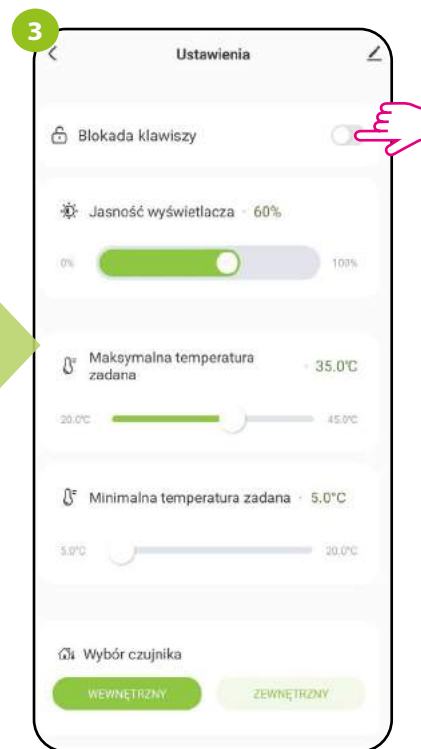 3
Ustawienia
Blokada klawiszy
Jasność wyświetlacza · 60%
0% 100%
Maksymalna temperatura
zadana · 35.0°C
20.0°C 45.0°C
Minimalna temperatura zadana · 5.0°C
5.0°C 20.0°C
Wybór czujnika
WEWNĘTRZNY ZEWNĘTRZNY